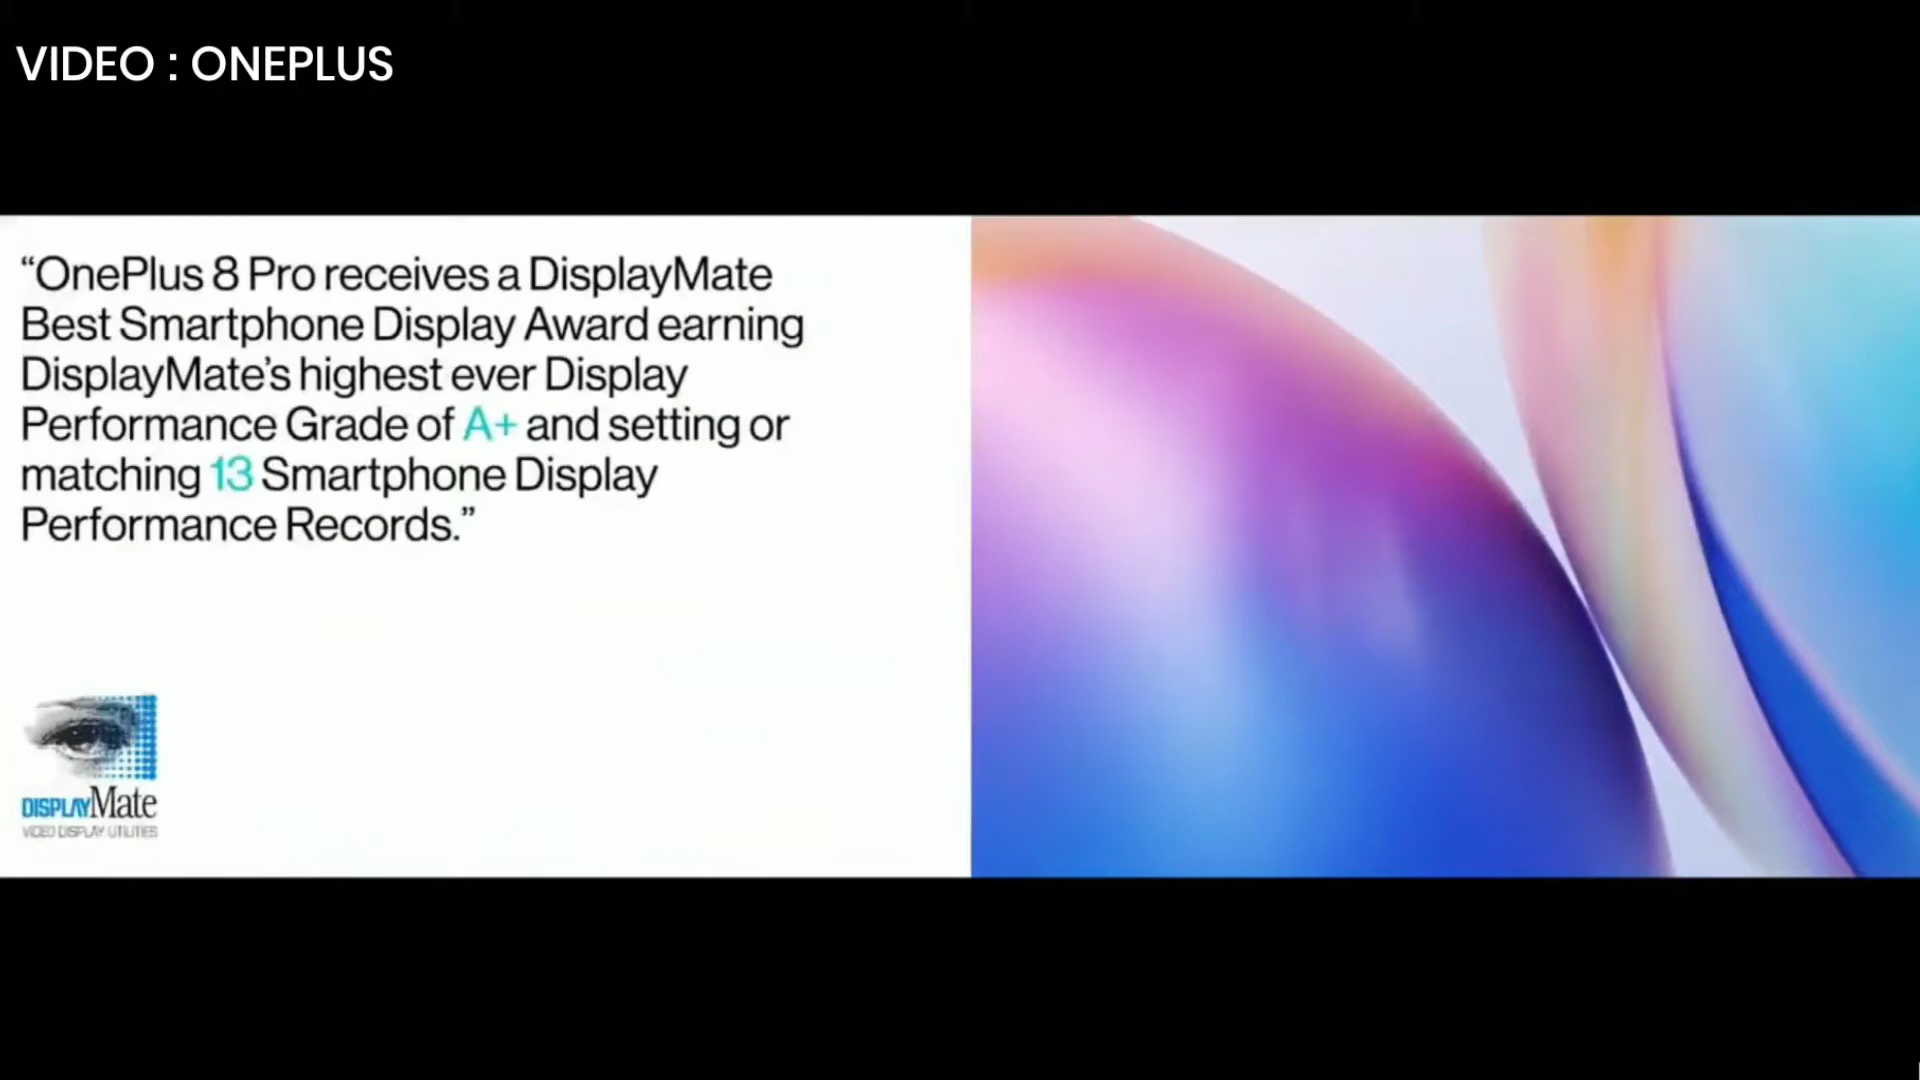 VIDEO : ONEPLUS
“OnePlus 8 Pro receives a DisplayMate
Best Smartphone Display Award earning
DisplayMate’s highest ever Display
Performance Grade of A+ and setting or
matching 13 Smartphone Display
Performance Records.”
DISPLAYMate
VIDEO DISPLAY UTILITIES